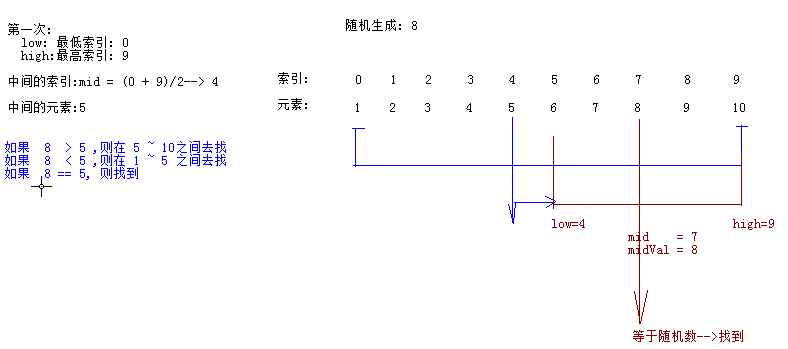 随机生成: 8
第一次:
low: 最低索引: 0
high:最高索引: 9
中间的索引:mid = (0 + 9)/2--> 4
中间的元素:5
索引: 0 1 2 3 4 5 6 7 8 9
元素: 1 2 3 4 5 6 7 8 9 10
如果 8 > 5 ,则在 5 ~ 10之间去找
如果 8 < 5 ,则在 1 ~ 5 之间去找
如果 8 == 5, 则找到
low=4 high=9
mid = 7
midVal = 8
等于随机数-->找到